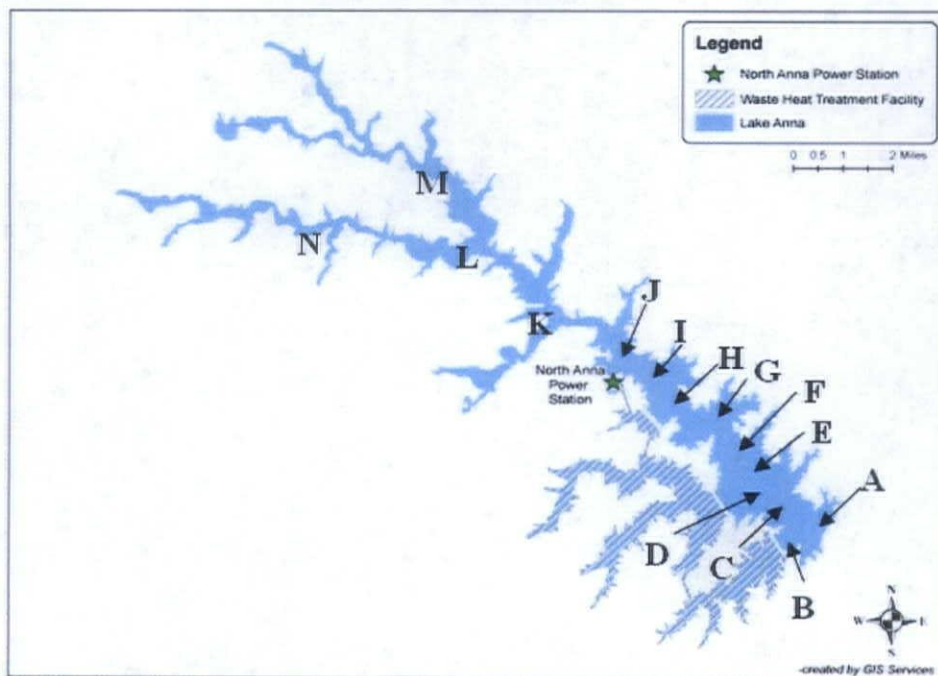 Legend
North Anna Power Station
Waste Heat Treatment Facility
Lake Anna
0 0.5 1 2 Miles
M
N
L
K
J
I
H
G
F
E
A
North Anna
Power
Station
D
C
B
N
W E
S
-created by GIS Services